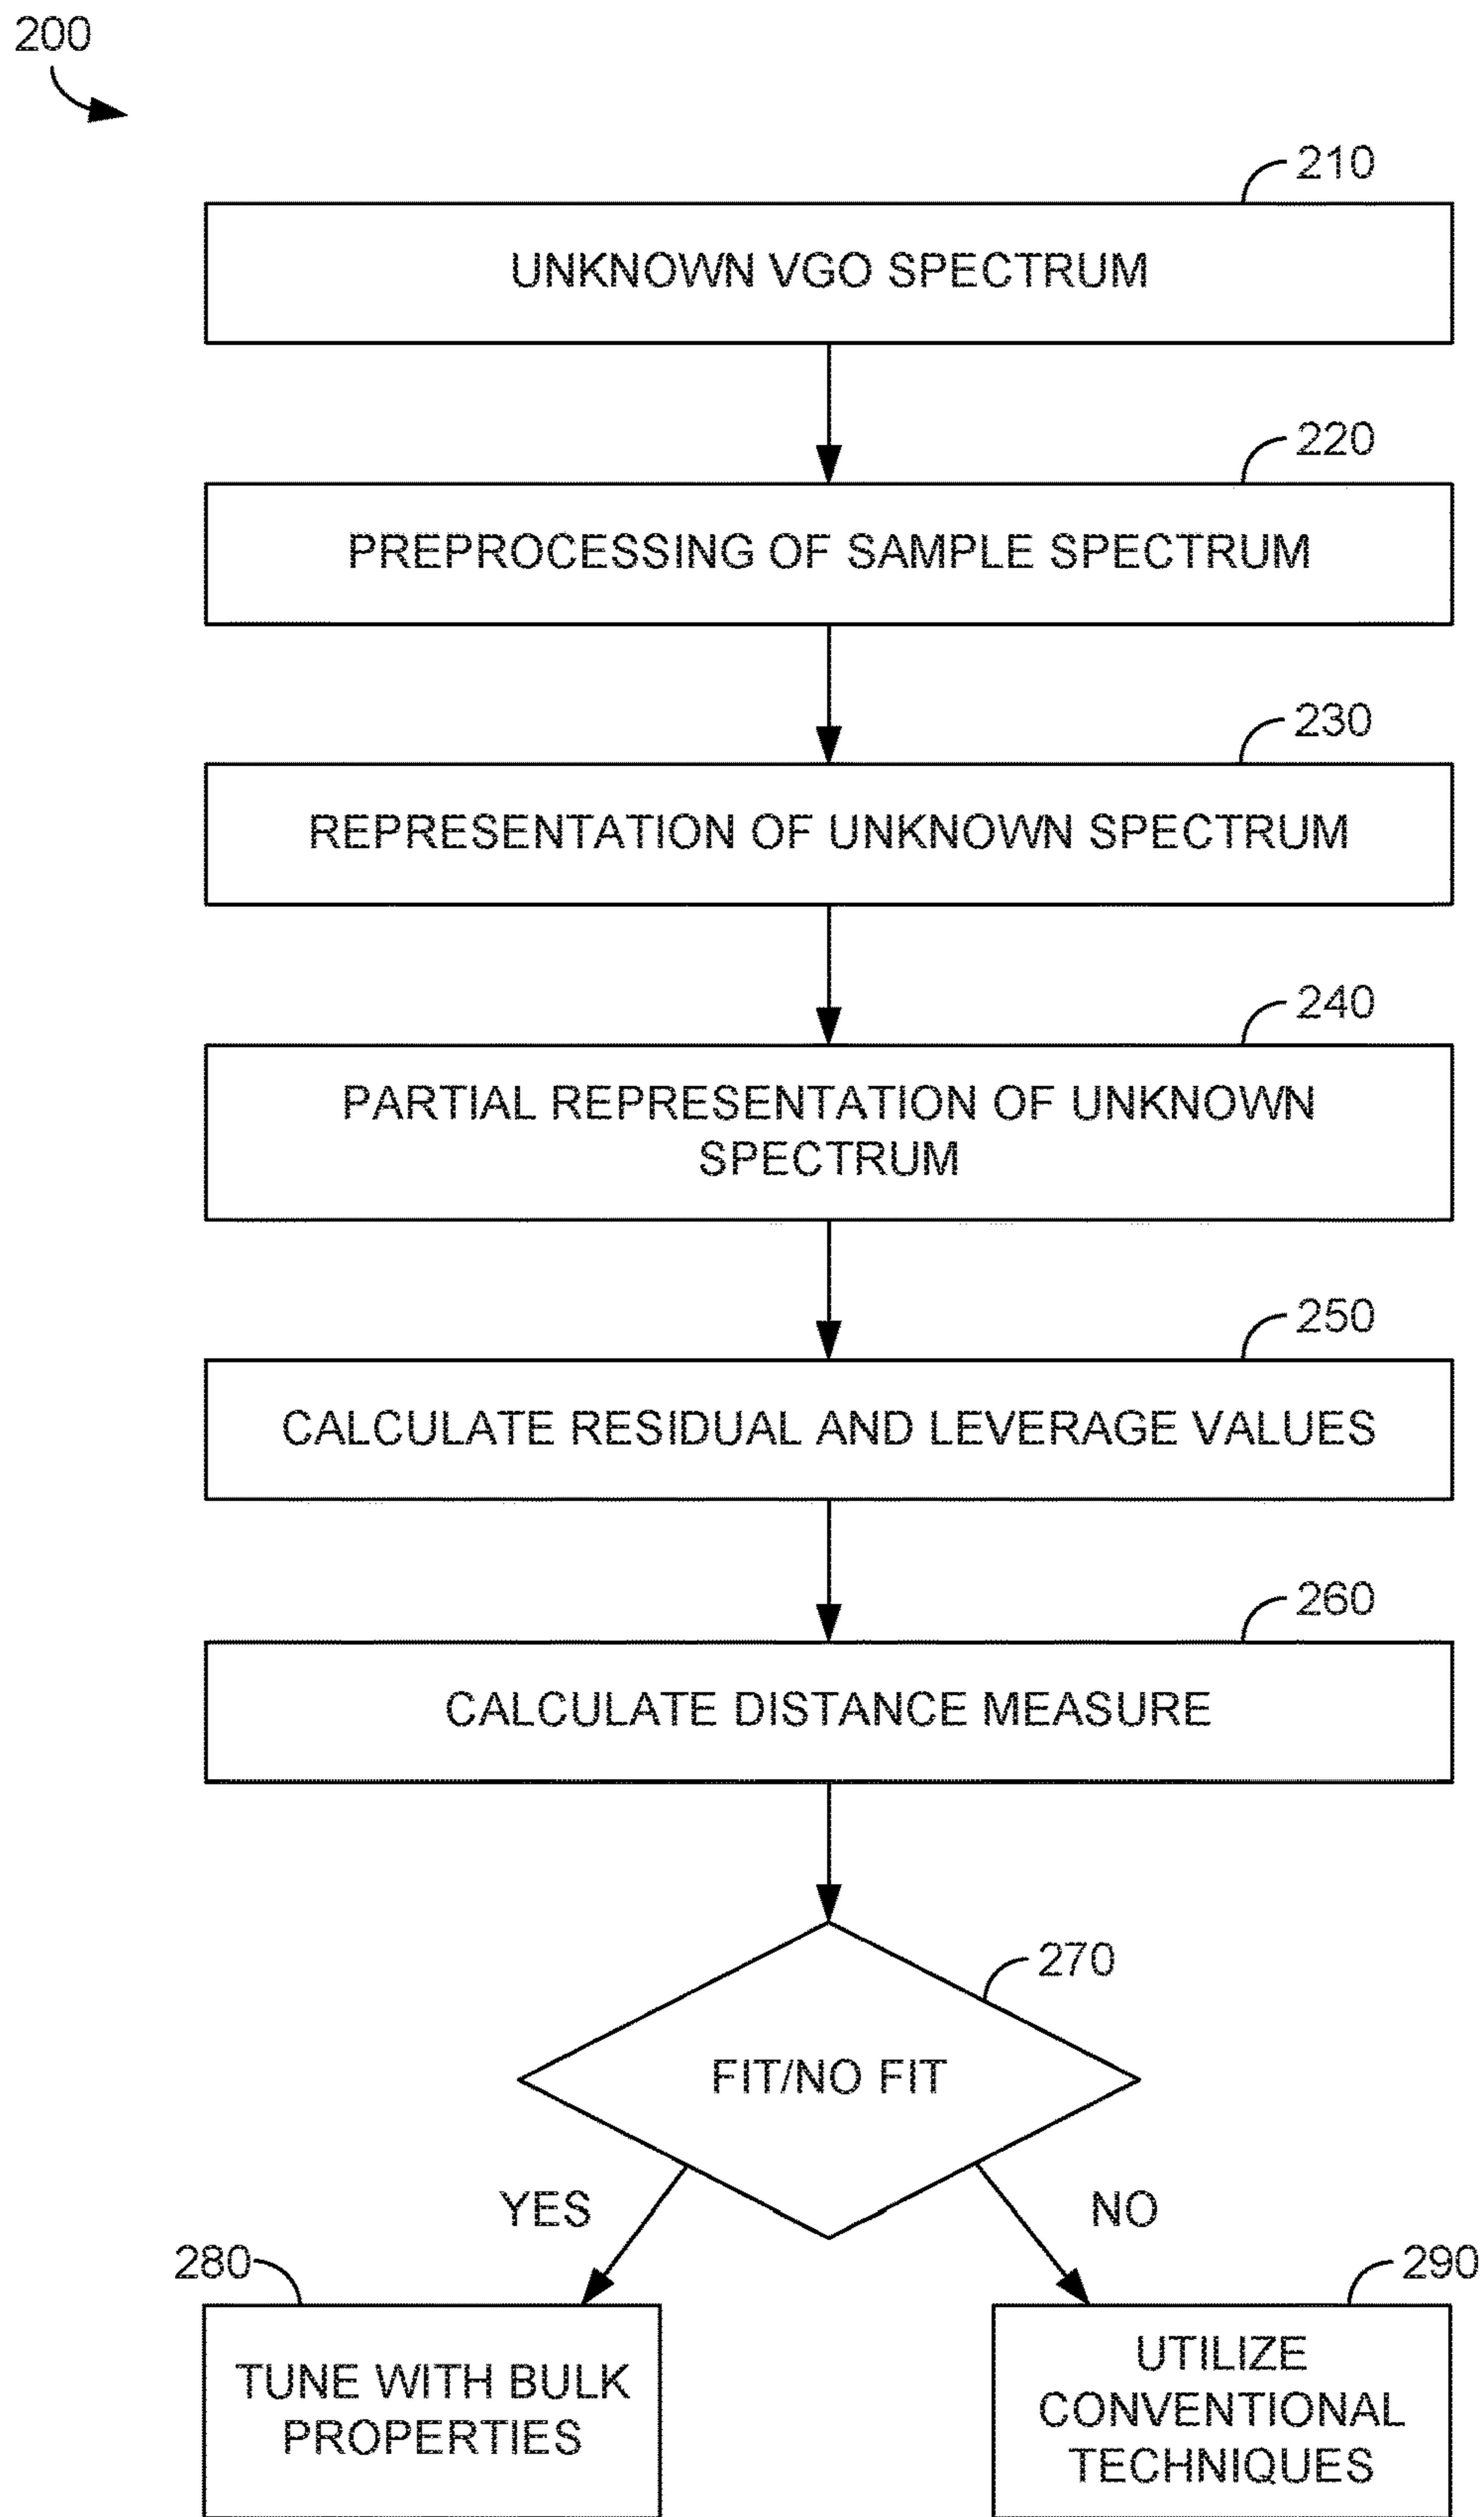 200
210
UNKNOWN VGO SPECTRUM
220
PREPROCESSING OF SAMPLE SPECTRUM
230
REPRESENTATION OF UNKNOWN SPECTRUM
240
PARTIAL REPRESENTATION OF UNKNOWN
SPECTRUM
250
CALCULATE RESIDUAL AND LEVERAGE VALUES
260
CALCULATE DISTANCE MEASURE
270
FIT/NO FIT
YES
NO
280
290
TUNE WITH BULK
PROPERTIES
UTILIZE
CONVENTIONAL
TECHNIQUES